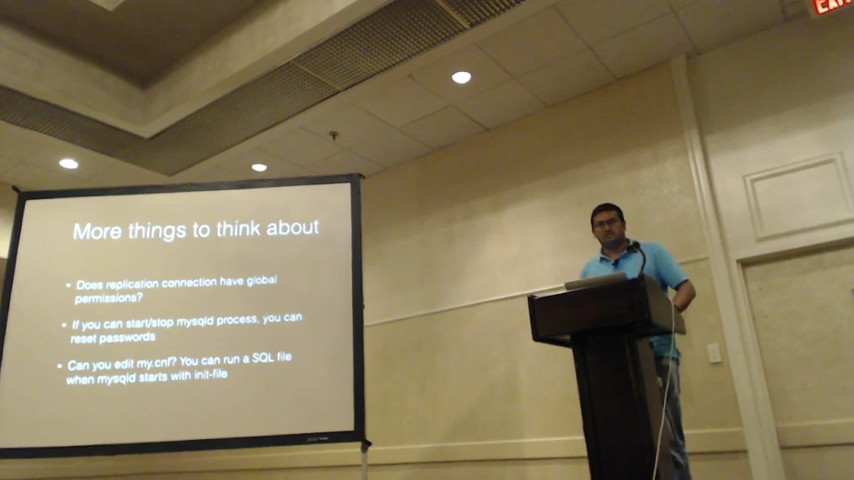 More things to think about
• Does replication connection have global
permissions?
• If you can start/stop mysqld process, you can
reset passwords
• Can you edit my.cnf? You can run a SQL file
when mysqld starts with init-file
EXIT